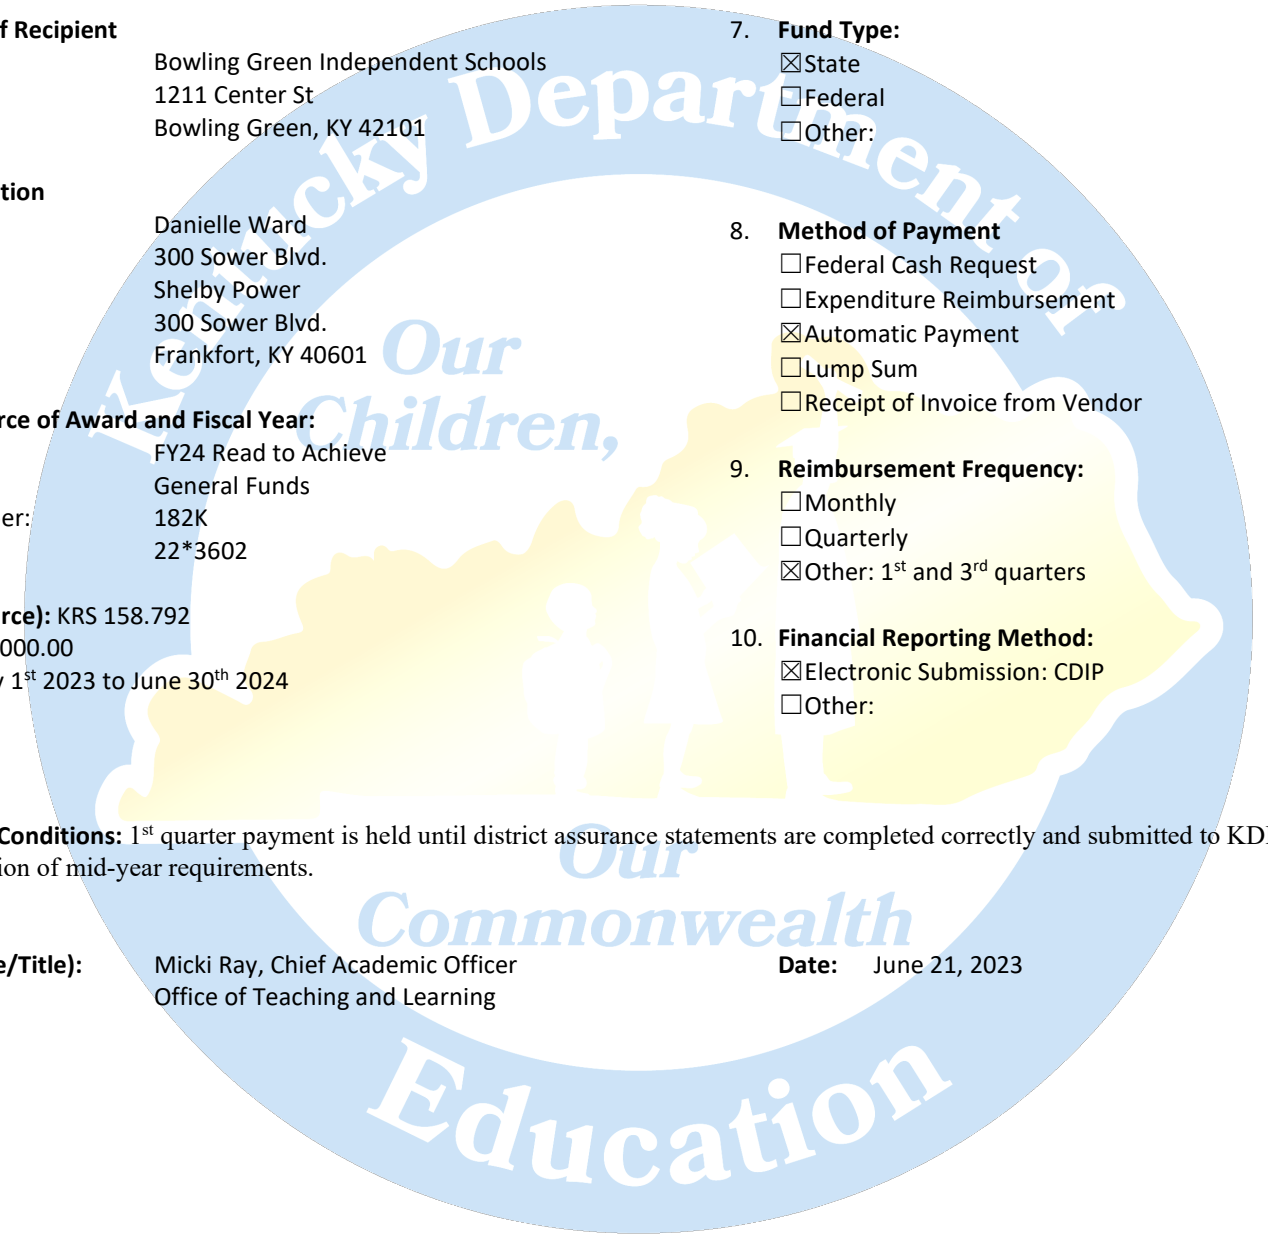 f Recipient
Bowling Green Independent Schools
1211 Center St
Bowling Green, KY 42101
tion
Danielle Ward
300 Sower Blvd.
Shelby Power
300 Sower Blvd.
Frankfort, KY 40601
rce of Award and Fiscal Year:
FY24 Read to Achieve
General Funds
er: 182K
22*3602
rce): KRS 158.792
000.00
y 1st 2023 to June 30th 2024
7. Fund Type:
☒State
☐Federal
☐Other:
8. Method of Payment
☐Federal Cash Request
☐Expenditure Reimbursement
☒Automatic Payment
☐Lump Sum
☐Receipt of Invoice from Vendor
9. Reimbursement Frequency:
☐Monthly
☐Quarterly
☒Other: 1st and 3rd quarters
10. Financial Reporting Method:
☒Electronic Submission: CDIP
☐Other:
Conditions: 1st quarter payment is held until district assurance statements are completed correctly and submitted to KD
ion of mid-year requirements.
e/Title): Micki Ray, Chief Academic Officer
Office of Teaching and Learning
Date: June 21, 2023
Kentucky Department of
Education
Our
Children,
Our
Commonwealth